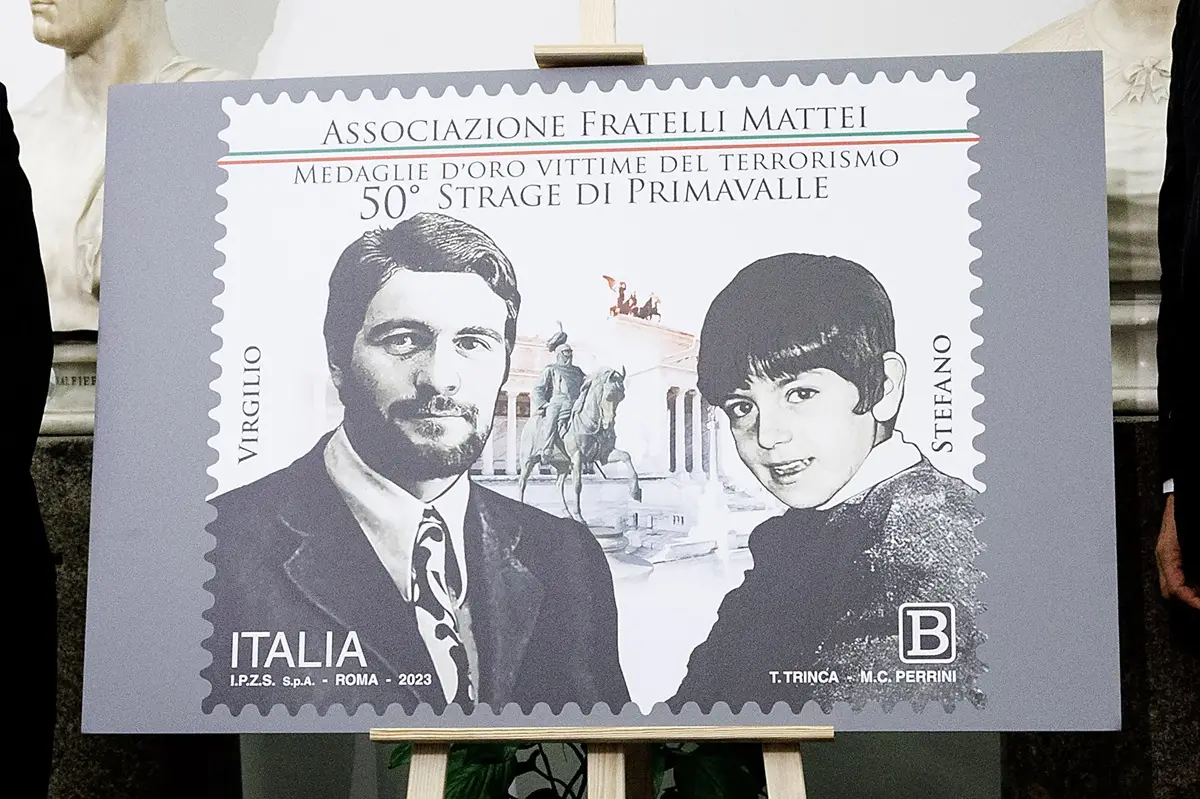 ASSOCIAZIONE FRATELLI MATTEI
MEDAGLIE D'ORO VITTIME DEL TERRORISMO
50° STRAGE DI PRIMAVALLE
VIRGILIO
STEFANO
ITALIA
I.P.Z.S. S.p.A. - ROMA - 2023
B
T. TRINCA - M.C. PERRINI